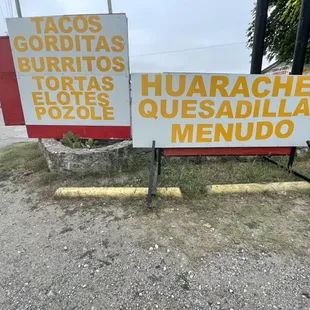 TACOS
GORDITAS
BURRITOS
TORTAS
ELOTES
POZOLE
HUARACHE
QUESADILLA
MENUDO